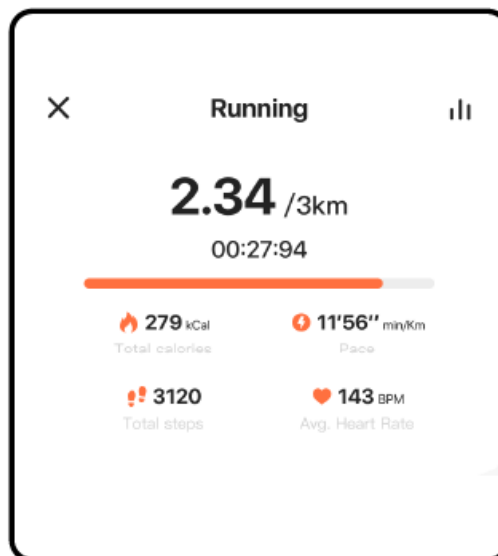 Running
2.34 /3km
00:27:94
279 kCal
11'56'' min/Km
Total calories
Pace
3120
143 BPM
Total steps
Avg. Heart Rate